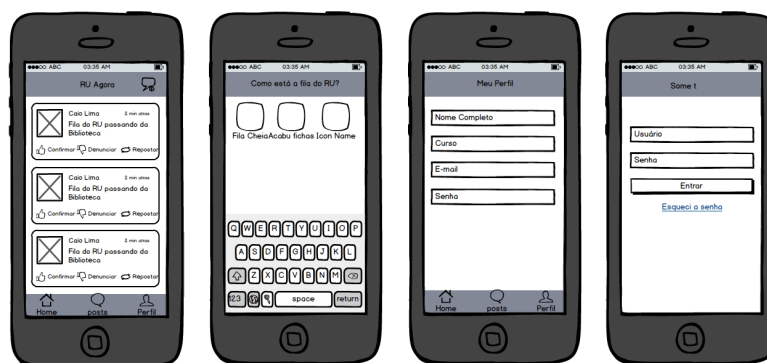 ABC 03:35 AM
RU Agora
Caio Lima 2 min atras
Fila do RU passando da
Biblioteca
Confirmar Denunciar Repostar
Caio Lima 2 min atras
Fila do RU passando da
Biblioteca
Confirmar Denunciar Repostar
Caio Lima 2 min atras
Fila do RU passando da
Biblioteca
Confirmar Denunciar Repostar
Home posts Perfil
ABC 03:35 AM
Como está a fila do RU?
Fila Cheia Acabu fichas Icon Name
Q W E R T Y U I O P
A S D F G H J K L
Z X C V B N M
123 space return
ABC 03:35 AM
Meu Perfil
Nome Completo
Curso
E-mail
Senha
Home posts Perfil
ABC 03:35 AM
Some t
Usuário
Senha
Entrar
Esqueci a senha